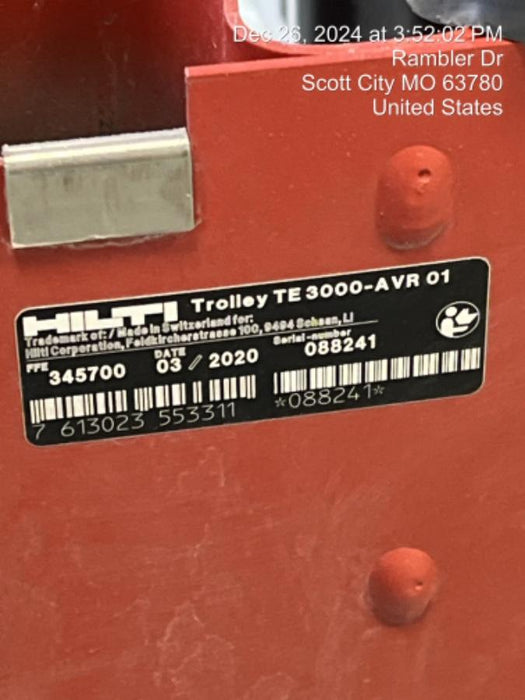 Dec 26, 2024 at 3:52:02 PM
Rambler Dr
Scott City MO 63780
United States
HILTI Trolley TE 3000-AVR 01
Trademark of: / Made in Switzerland for:
Hilti Corporation, Feldkircherstrasse 100, 9494 Schaan, LI
DATE Serial-number
345700 03 / 2020 088241
7 613023 553311 *088241*